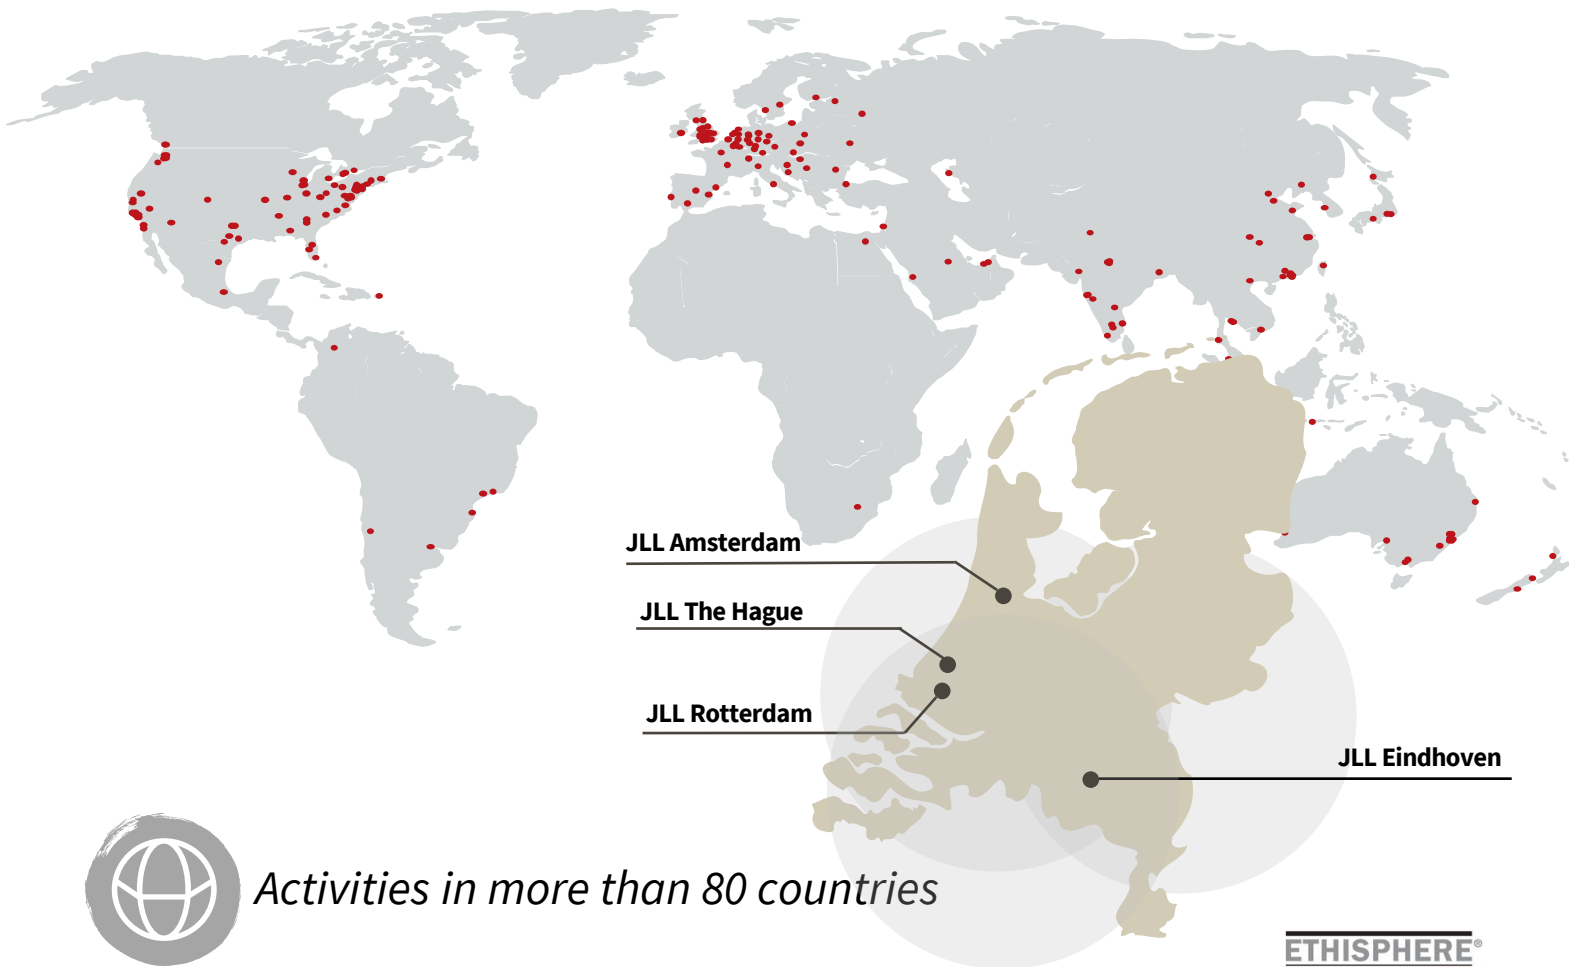 JLL Amsterdam
JLL The Hague
JLL Rotterdam
JLL Eindhoven
Activities in more than 80 countries
ETHISPHERE®